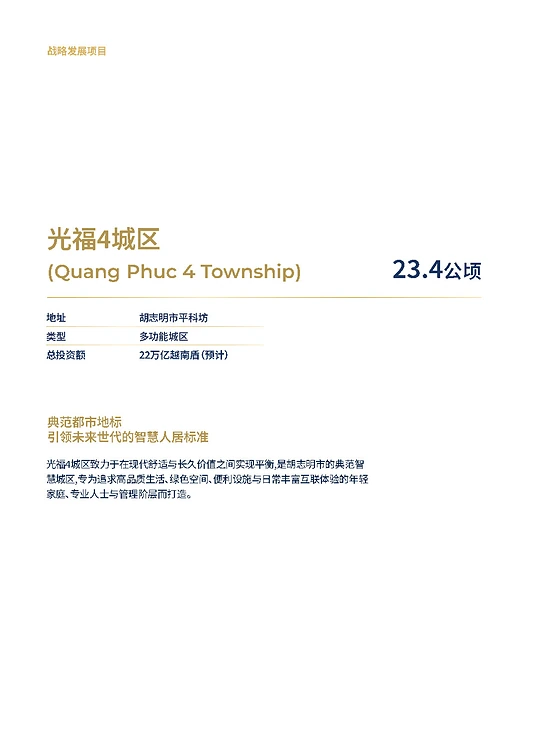 战略发展项目
光福4城区
(Quang Phuc 4 Township)
23.4公顷
地址 胡志明市平科坊
类型 多功能城区
总投资额 22万亿越南盾（预计）
典范都市地标
引领未来世代的智慧人居标准
光福4城区致力于在现代舒适与长久价值之间实现平衡，是胡志明市的典范智
慧城区，专为追求高品质生活、绿色空间、便利设施与日常丰富互联体验的年轻
家庭、专业人士与管理阶层而打造。